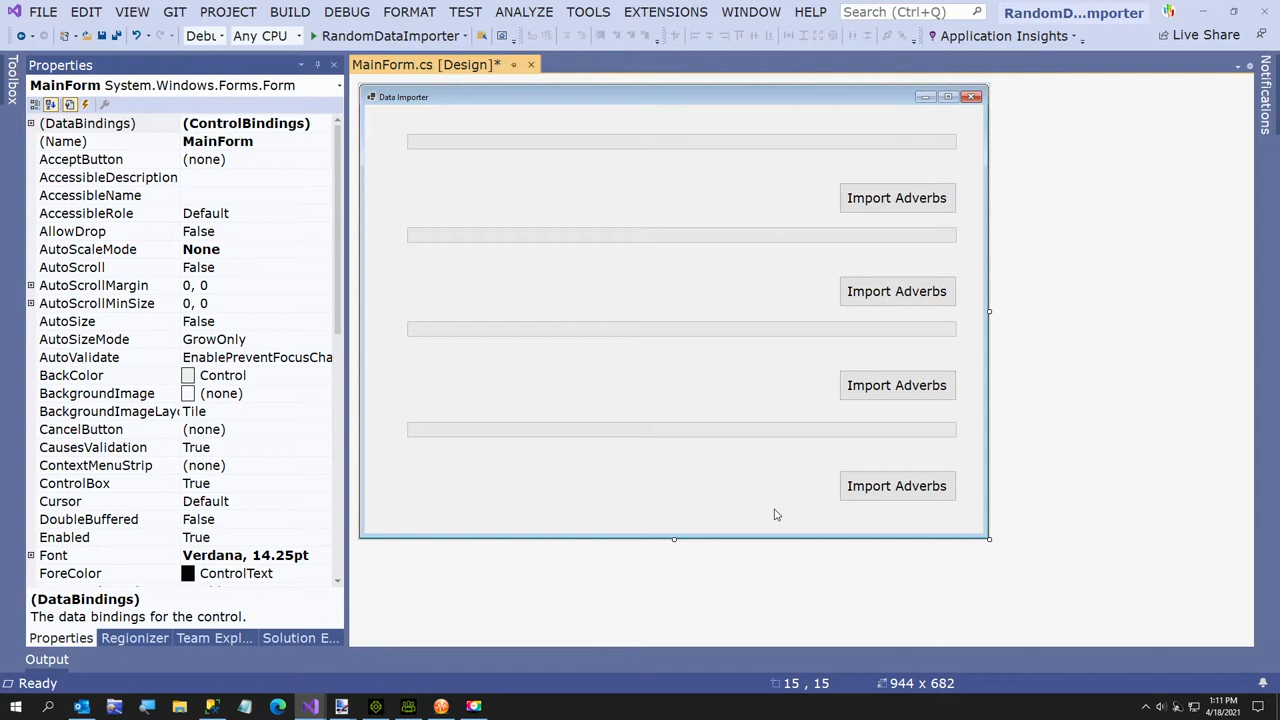 FILE EDIT VIEW GIT PROJECT BUILD DEBUG FORMAT TEST ANALYZE TOOLS EXTENSIONS WINDOW HELP Search (Ctrl+Q) RandomD...mporter
Debu Any CPU RandomDataImporter Application Insights Live Share
Toolbox
Properties
MainForm System.Windows.Forms.Form
(DataBindings) (ControlBindings)
(Name) MainForm
AcceptButton (none)
AccessibleDescription
AccessibleName
AccessibleRole Default
AllowDrop False
AutoScaleMode None
AutoScroll False
AutoScrollMargin 0, 0
AutoScrollMinSize 0, 0
AutoSize False
AutoSizeMode GrowOnly
AutoValidate EnablePreventFocusCha
BackColor Control
BackgroundImage (none)
BackgroundImageLay Tile
CancelButton (none)
CausesValidation True
ContextMenuStrip (none)
ControlBox True
Cursor Default
DoubleBuffered False
Enabled True
Font Verdana, 14.25pt
ForeColor ControlText
(DataBindings)
The data bindings for the control.
Properties Regionizer Team Expl... Solution E...
MainForm.cs [Design]*
Data Importer
Import Adverbs
Import Adverbs
Import Adverbs
Import Adverbs
Notifications
Output
Ready 15 , 15 944 x 682
1:11 PM
4/18/2021